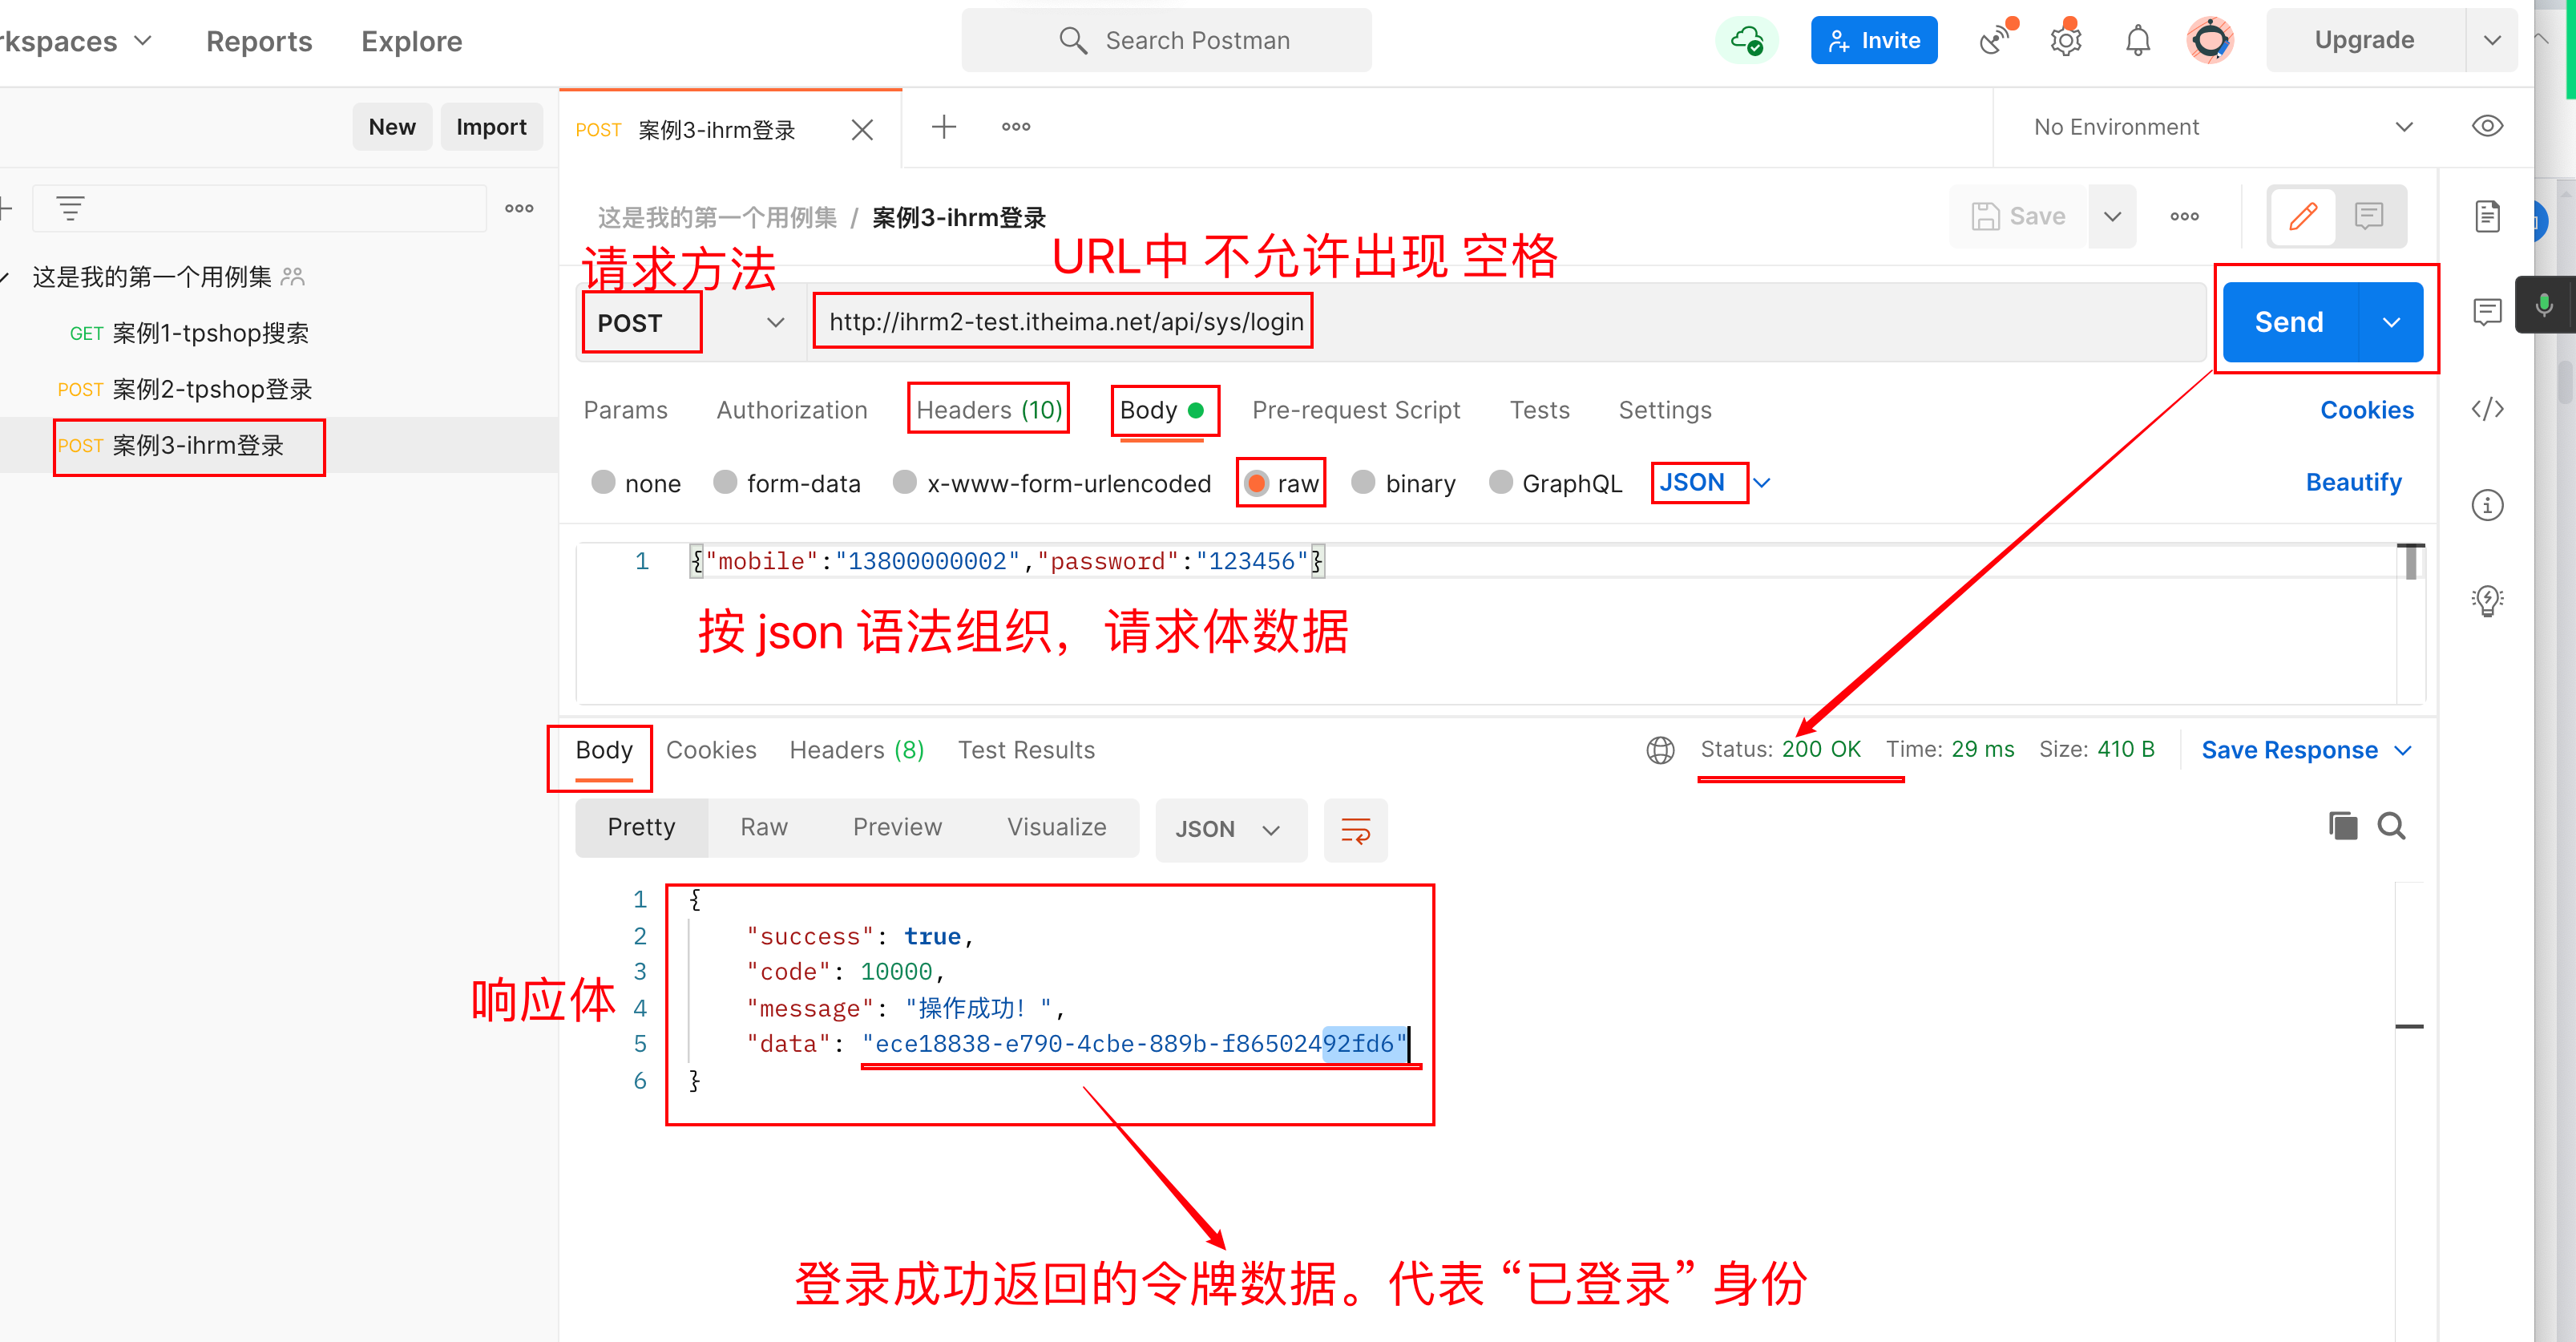 rkspaces
Reports
Explore
Search Postman
Invite
Upgrade
New
Import
POST 案例3-ihrm登录
No Environment
这是我的第一个用例集 / 案例3-ihrm登录
Save
请求方法
URL中 不允许出现 空格
这是我的第一个用例集
GET 案例1-tpshop搜索
POST 案例2-tpshop登录
POST 案例3-ihrm登录
POST
http://ihrm2-test.itheima.net/api/sys/login
Send
Params
Authorization
Headers (10)
Body
Pre-request Script
Tests
Settings
Cookies
none
form-data
x-www-form-urlencoded
raw
binary
GraphQL
JSON
Beautify
1 {"mobile":"13800000002","password":"123456"}
按 json 语法组织，请求体数据
Body
Cookies
Headers (8)
Test Results
Status: 200 OK
Time: 29 ms
Size: 410 B
Save Response
Pretty
Raw
Preview
Visualize
JSON
响应体
1 {
2 "success": true,
3 "code": 10000,
4 "message": "操作成功！",
5 "data": "ece18838-e790-4cbe-889b-f86502492fd6"
6 }
登录成功返回的令牌数据。代表 “已登录” 身份